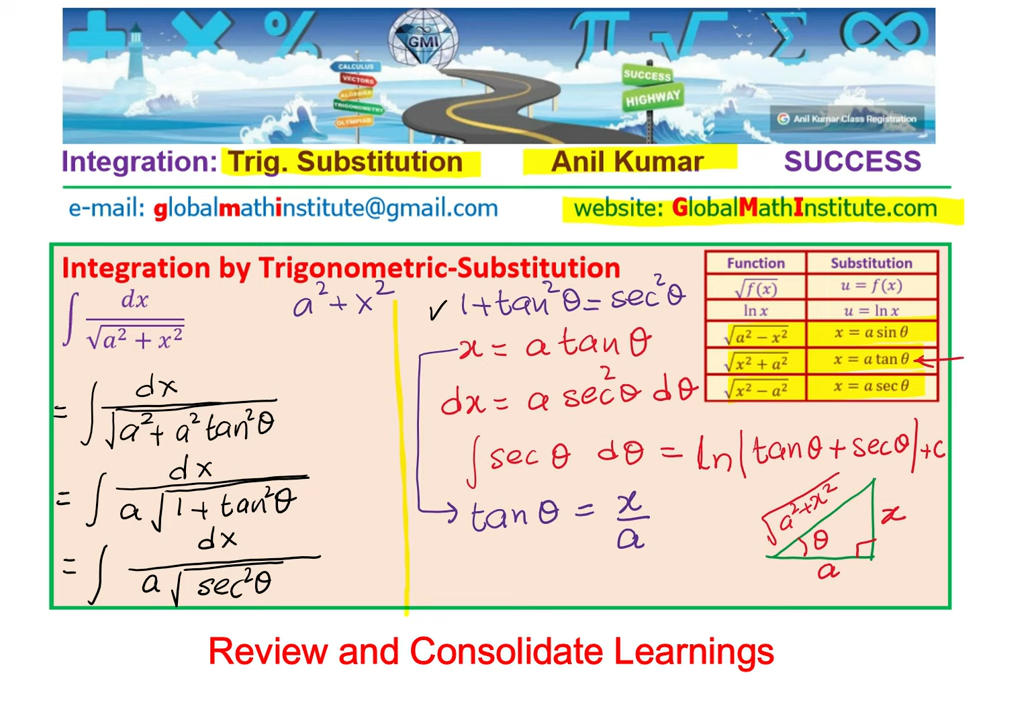 GMI
CALCULUS
VECTORS
ALGEBRA
TRIGONOMETRY
OLYMPIAD
SUCCESS
HIGHWAY
+ × % π √ Σ ∞
G Anil Kumar Class Registration
Integration: Trig. Substitution Anil Kumar SUCCESS
e-mail: globalmathinstitute@gmail.com website: GlobalMathInstitute.com
Integration by Trigonometric-Substitution
∫ dx / √(a² + x²)
= ∫ dx / √(a² + a² tan²θ)
= ∫ dx / (a √(1 + tan²θ))
= ∫ dx / (a √(sec²θ))
a² + x²
✓ 1 + tan²θ = sec²θ
x = a tan θ
dx = a sec²θ dθ
∫ sec θ dθ = ln|tan θ + sec θ| + c
tan θ = x / a
√(a² + x²)
x
θ
a
Function Substitution
√f(x) u = f(x)
ln x u = ln x
√(a² − x²) x = a sin θ
√(x² + a²) x = a tan θ ←
√(x² − a²) x = a sec θ
Review and Consolidate Learnings